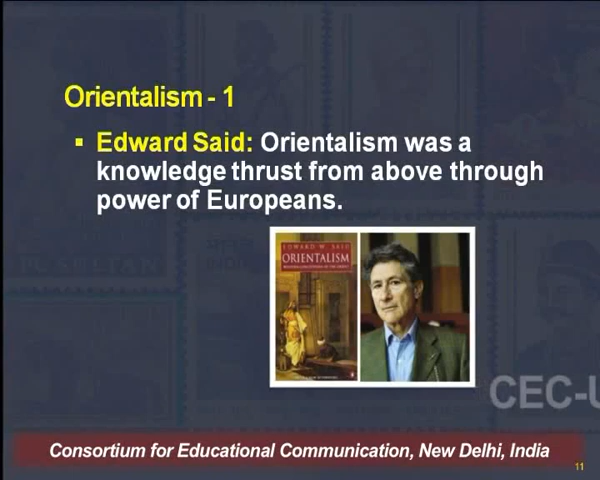 Orientalism - 1
Edward Said: Orientalism was a
knowledge thrust from above through
power of Europeans.
EDWARD W. SAID
ORIENTALISM
CEC-U
Consortium for Educational Communication, New Delhi, India
11